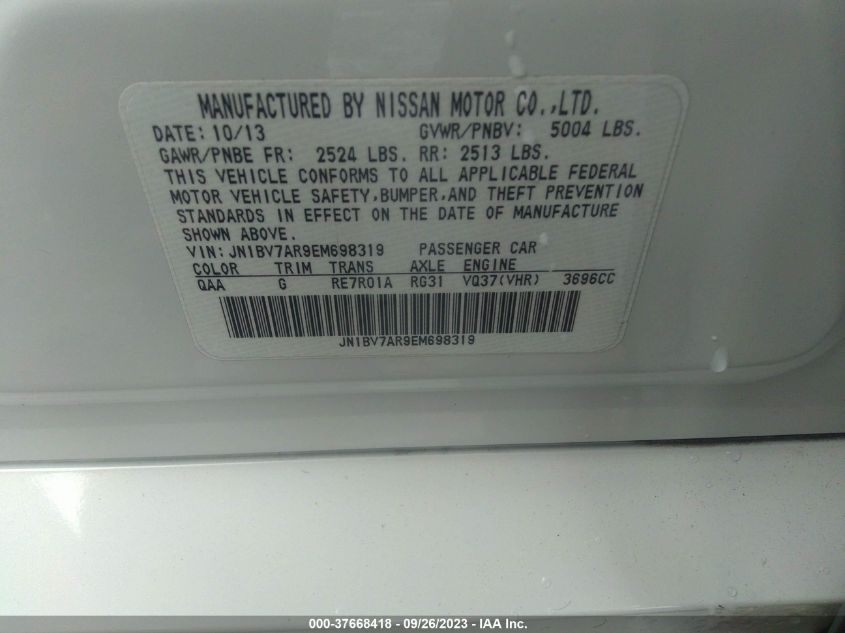 MANUFACTURED BY NISSAN MOTOR CO.,LTD.
DATE: 10/13 GVWR/PNBV: 5004 LBS.
GAWR/PNBE FR: 2524 LBS. RR: 2513 LBS.
THIS VEHICLE CONFORMS TO ALL APPLICABLE FEDERAL
MOTOR VEHICLE SAFETY,BUMPER,AND THEFT PREVENTION
STANDARDS IN EFFECT ON THE DATE OF MANUFACTURE
SHOWN ABOVE.
VIN: JN1BV7AR9EM698319 PASSENGER CAR
COLOR TRIM TRANS AXLE ENGINE
QAA G RE7R01A RG31 VQ37(VHR) 3696CC
JN1BV7AR9EM698319
000-37668418 - 09/26/2023 - IAA Inc.